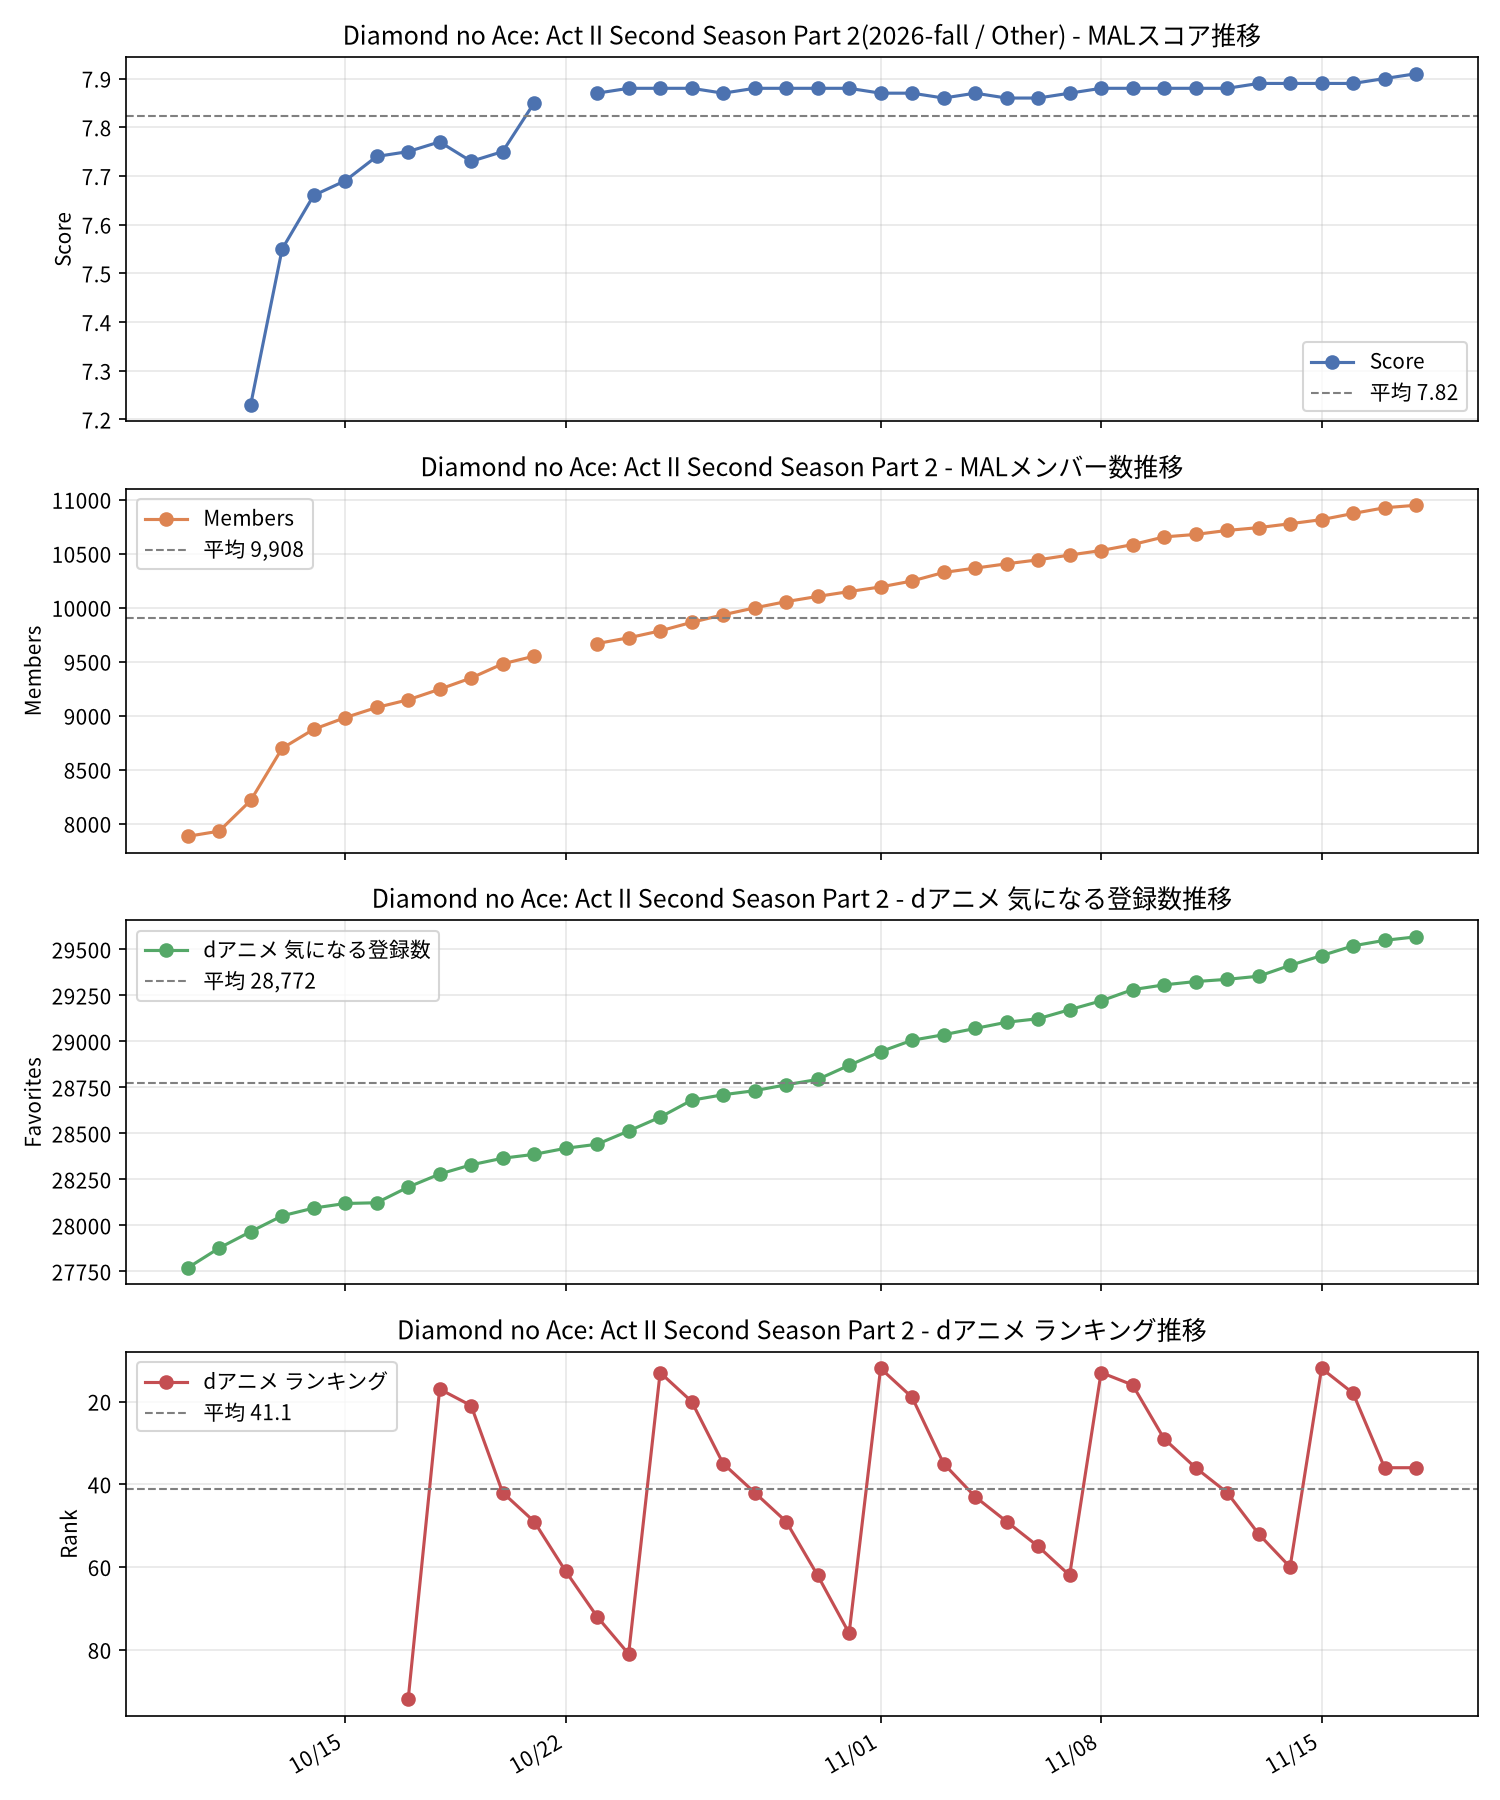 Diamond no Ace: Act II Second Season Part 2(2026-fall / Other) - MALスコア推移
7.9
7.8
7.7
7.6
7.5
7.4
7.3
7.2
Score
Score
平均 7.82
Diamond no Ace: Act II Second Season Part 2 - MALメンバー数推移
11000
10500
10000
9500
9000
8500
8000
Members
Members
平均 9,908
Diamond no Ace: Act II Second Season Part 2 - dアニメ 気になる登録数推移
29500
29250
29000
28750
28500
28250
28000
27750
Favorites
dアニメ 気になる登録数
平均 28,772
Diamond no Ace: Act II Second Season Part 2 - dアニメ ランキング推移
20
40
60
80
Rank
dアニメ ランキング
平均 41.1
10/15
10/22
11/01
11/08
11/15